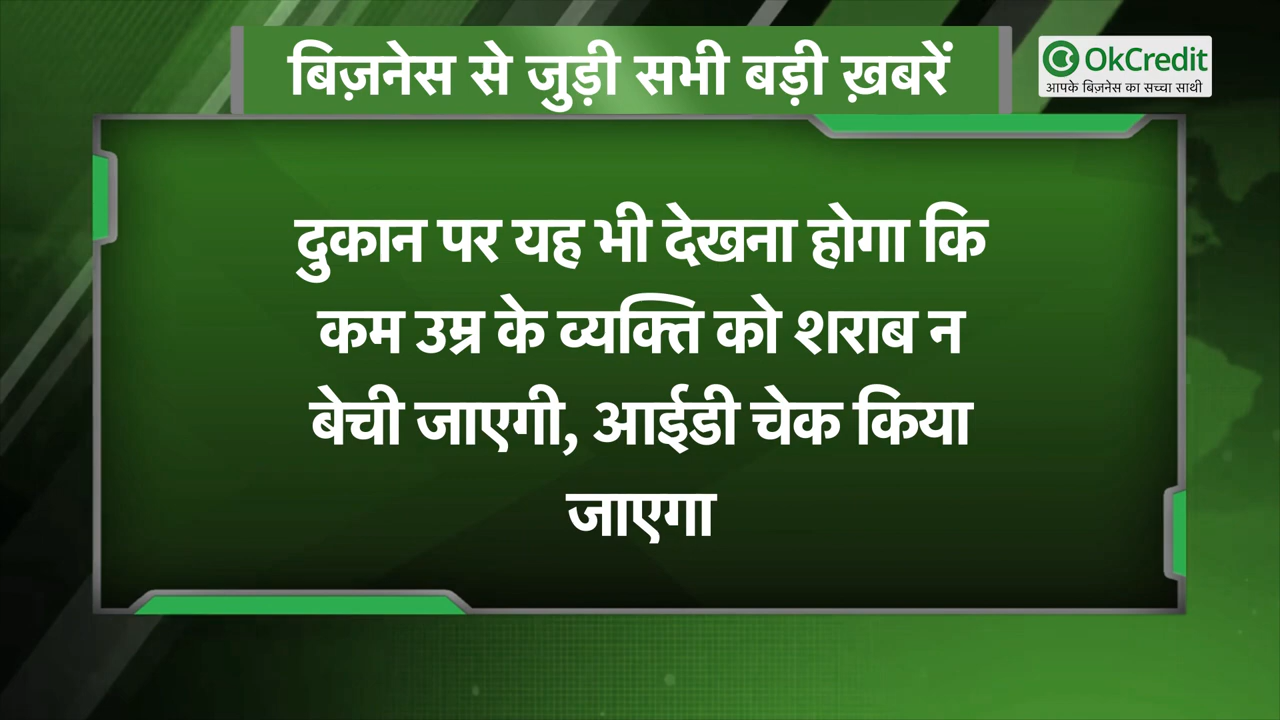 बिज़नेस से जुड़ी सभी बड़ी ख़बरें
OkCredit
आपके बिज़नेस का सच्चा साथी
दुकान पर यह भी देखना होगा कि
कम उम्र के व्यक्ति को शराब न
बेची जाएगी, आईडी चेक किया
जाएगा